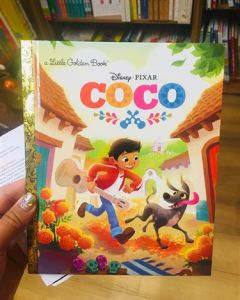 a Little Golden Book
Disney • PIXAR
COCO